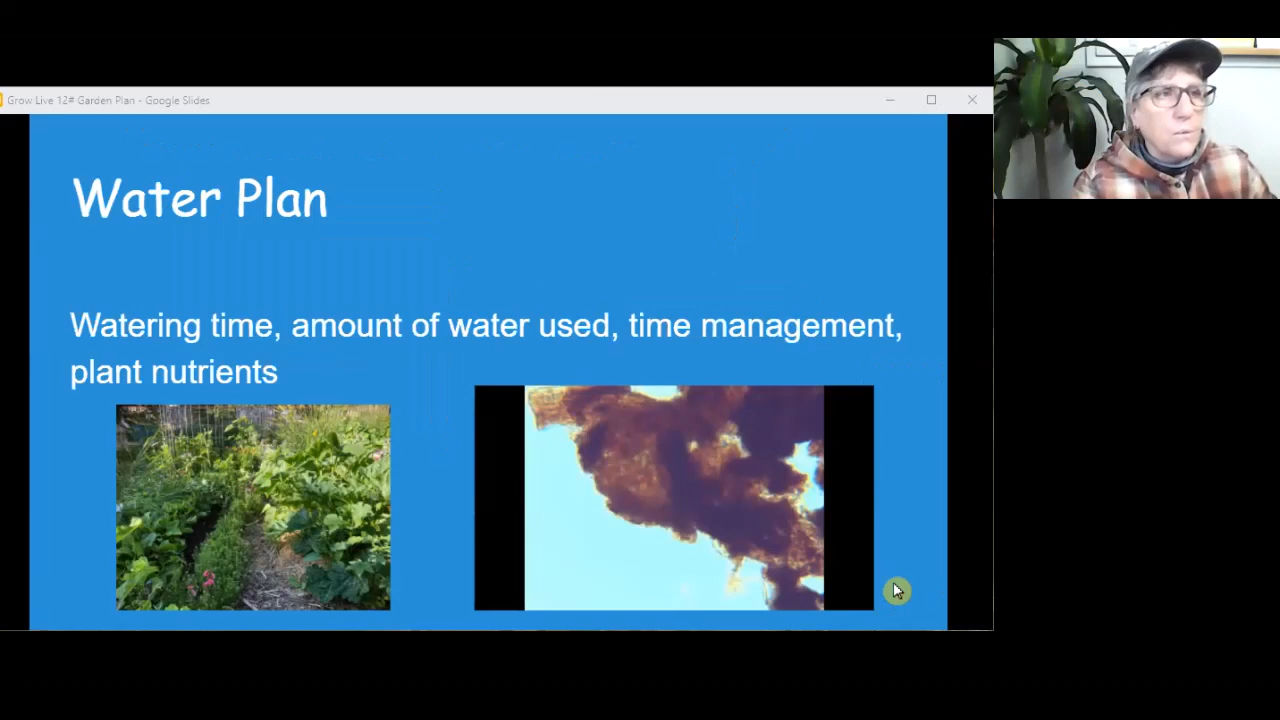 Grow Live 12# Garden Plan - Google Slides
Water Plan
Watering time, amount of water used, time management,
plant nutrients